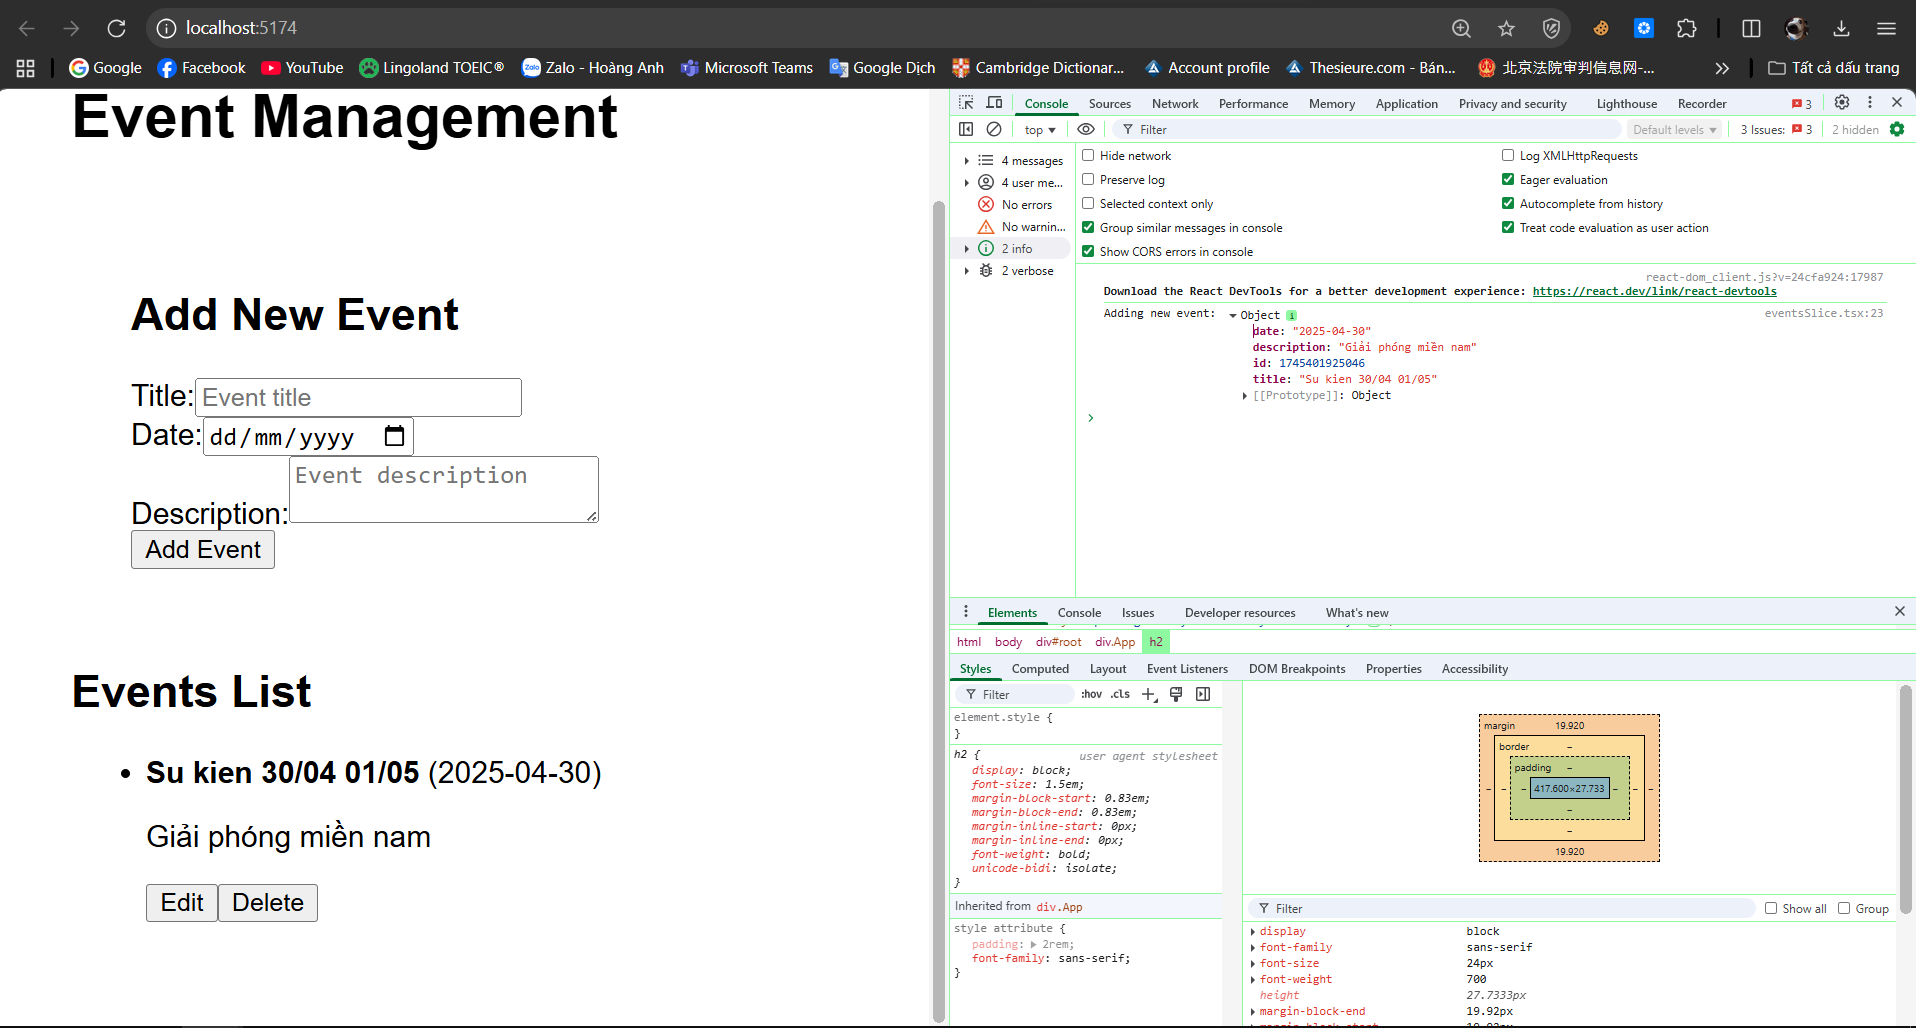 localhost:5174
Google Facebook YouTube Lingoland TOEIC® Zalo - Hoàng Anh Microsoft Teams Google Dịch Cambridge Dictionar... Account profile Thesieure.com - Bán... 北京法院审判信息网-... Tất cả dấu trang
Event Management
Add New Event
Title: Event title
Date: dd/mm/yyyy
Event description
Description:
Add Event
Events List
Su kien 30/04 01/05 (2025-04-30)
Giải phóng miền nam
Edit Delete
Console Sources Network Performance Memory Application Privacy and security Lighthouse Recorder 3
top Filter Default levels 3 Issues: 3 2 hidden
4 messages
4 user me...
No errors
No warnin...
2 info
2 verbose
Hide network Log XMLHttpRequests
Preserve log Eager evaluation
Selected context only Autocomplete from history
Group similar messages in console Treat code evaluation as user action
Show CORS errors in console
react-dom_client.js?v=24cfa924:17987
Download the React DevTools for a better development experience: https://react.dev/link/react-devtools
Adding new event: Object i eventsSlice.tsx:23
date: "2025-04-30"
description: "Giải phóng miền nam"
id: 1745401925046
title: "Su kien 30/04 01/05"
[[Prototype]]: Object
Elements Console Issues Developer resources What's new
html body div#root div.App h2
Styles Computed Layout Event Listeners DOM Breakpoints Properties Accessibility
Filter :hov .cls
element.style {
}
h2 { user agent stylesheet
display: block;
font-size: 1.5em;
margin-block-start: 0.83em;
margin-block-end: 0.83em;
margin-inline-start: 0px;
margin-inline-end: 0px;
font-weight: bold;
unicode-bidi: isolate;
}
Inherited from div.App
style attribute {
padding: 2rem;
font-family: sans-serif;
}
margin 19.920
border -
padding -
- - - 417.600×27.733 - - -
-
-
19.920
Filter Show all Group
display block
font-family sans-serif
font-size 24px
font-weight 700
height 27.7333px
margin-block-end 19.92px